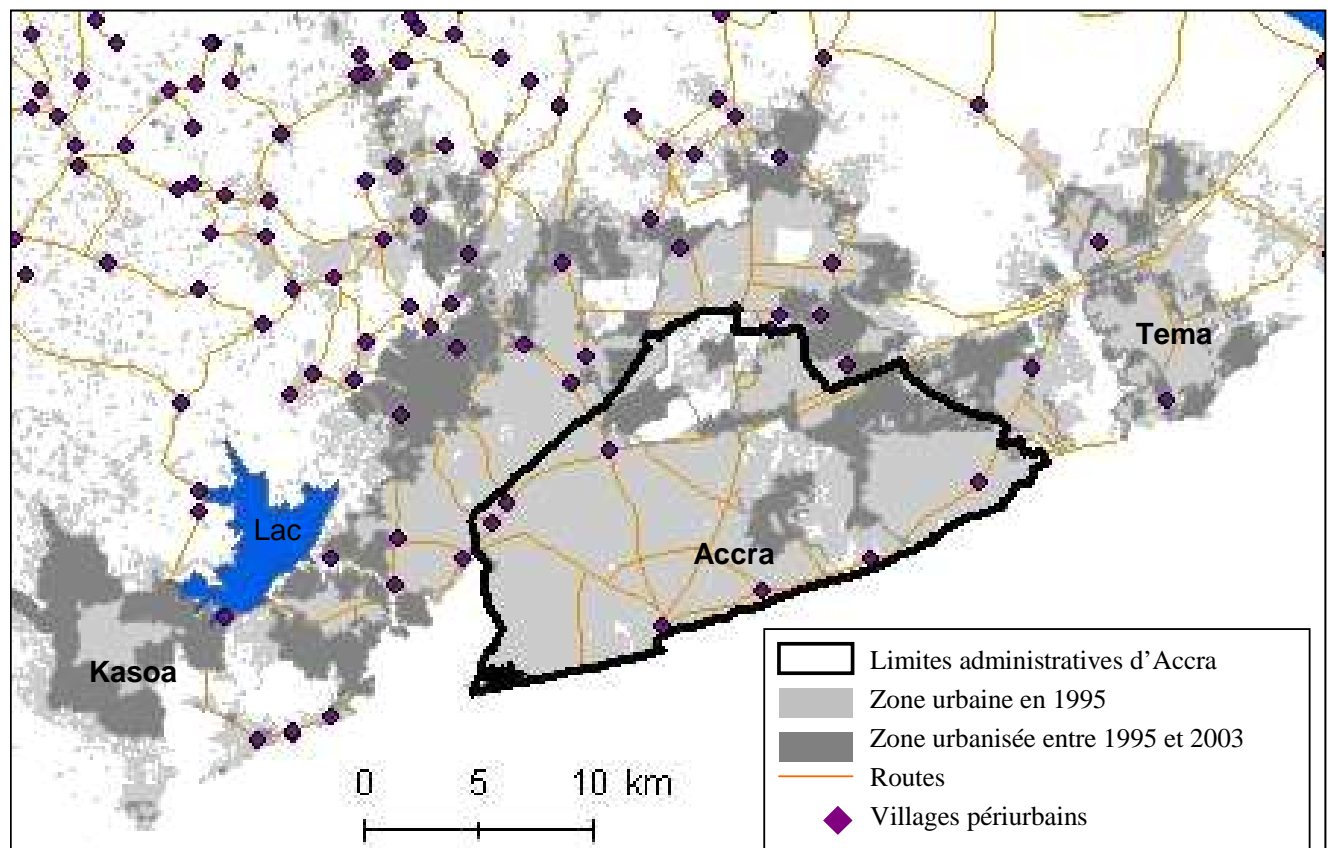 Tema
Lac
Accra
Kasoa
Limites administratives d'Accra
Zone urbaine en 1995
Zone urbanisée entre 1995 et 2003
Routes
Villages périurbains
0 5 10 km